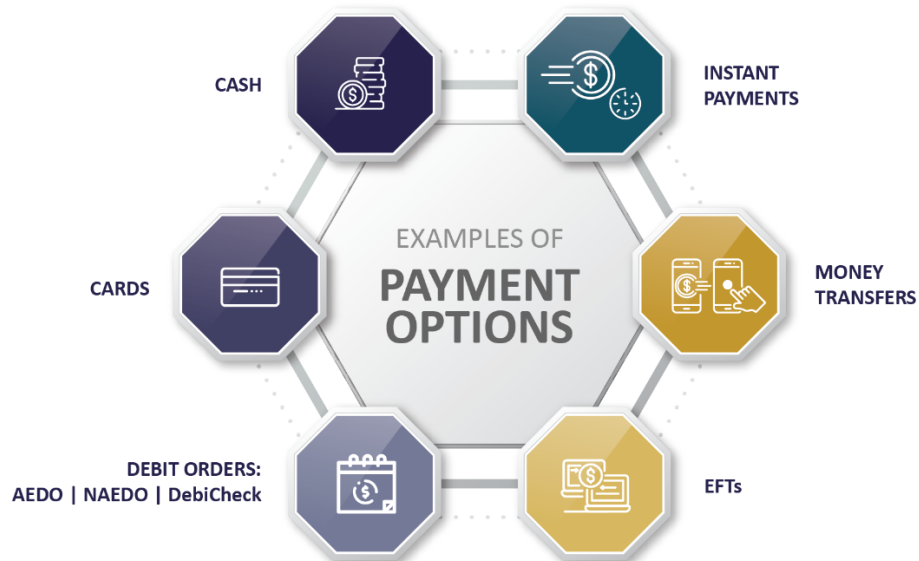 CASH
INSTANT
PAYMENTS
EXAMPLES OF
PAYMENT
OPTIONS
CARDS
MONEY
TRANSFERS
DEBIT ORDERS:
AEDO | NAEDO | DebiCheck
EFTs